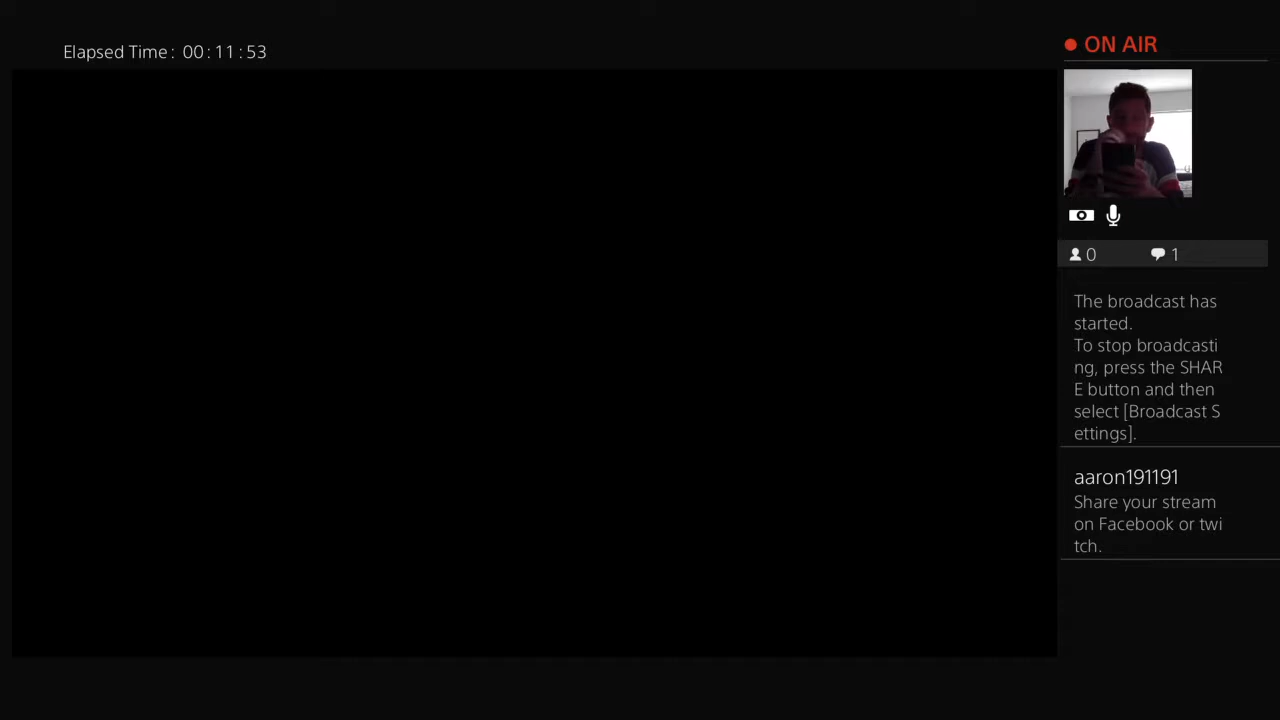 Elapsed Time: 00:11:53
ON AIR
0 1
The broadcast has
started.
To stop broadcasti
ng, press the SHAR
E button and then
select [Broadcast S
ettings].
aaron191191
Share your stream
on Facebook or twi
tch.